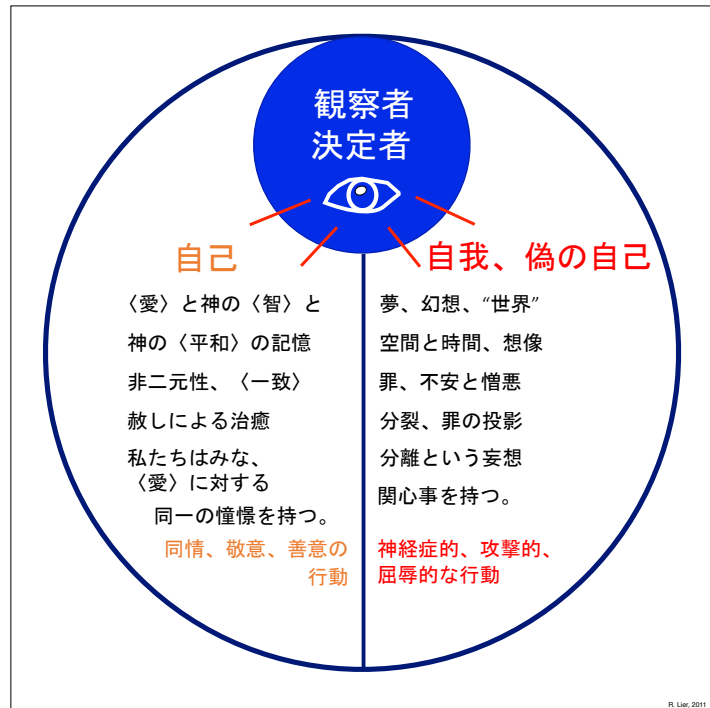 観察者
決定者
自己
〈愛〉と神の〈智〉と
神の〈平和〉の記憶
非二元性、〈一致〉
赦しによる治癒
私たちはみな、
〈愛〉に対する
同一の憧憬を持つ。
同情、敬意、善意の
行動
自我、偽の自己
夢、幻想、“世界”
空間と時間、想像
罪、不安と憎悪
分裂、罪の投影
分離という妄想
関心事を持つ。
神経症的、攻撃的、
屈辱的な行動
R. Lier, 2011